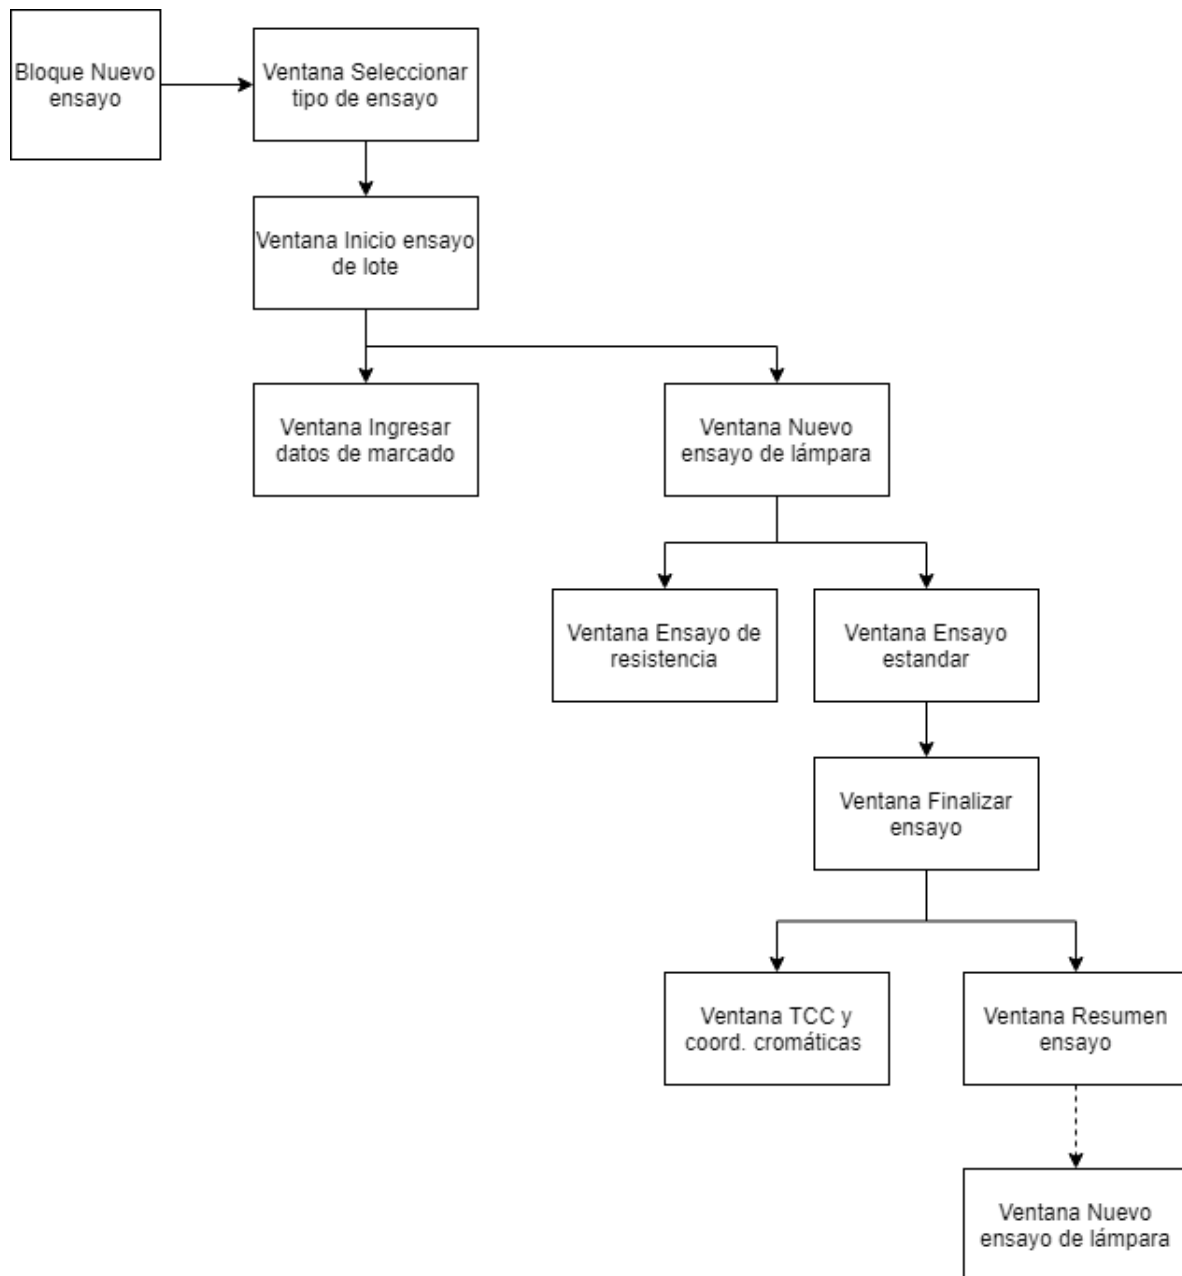 Bloque Nuevo
ensayo
Ventana Seleccionar
tipo de ensayo
Ventana Inicio ensayo
de lote
Ventana Ingresar
datos de marcado
Ventana Nuevo
ensayo de lámpara
Ventana Ensayo de
resistencia
Ventana Ensayo
estandar
Ventana Finalizar
ensayo
Ventana TCC y
coord. cromáticas
Ventana Resumen
ensayo
Ventana Nuevo
ensayo de lámpara